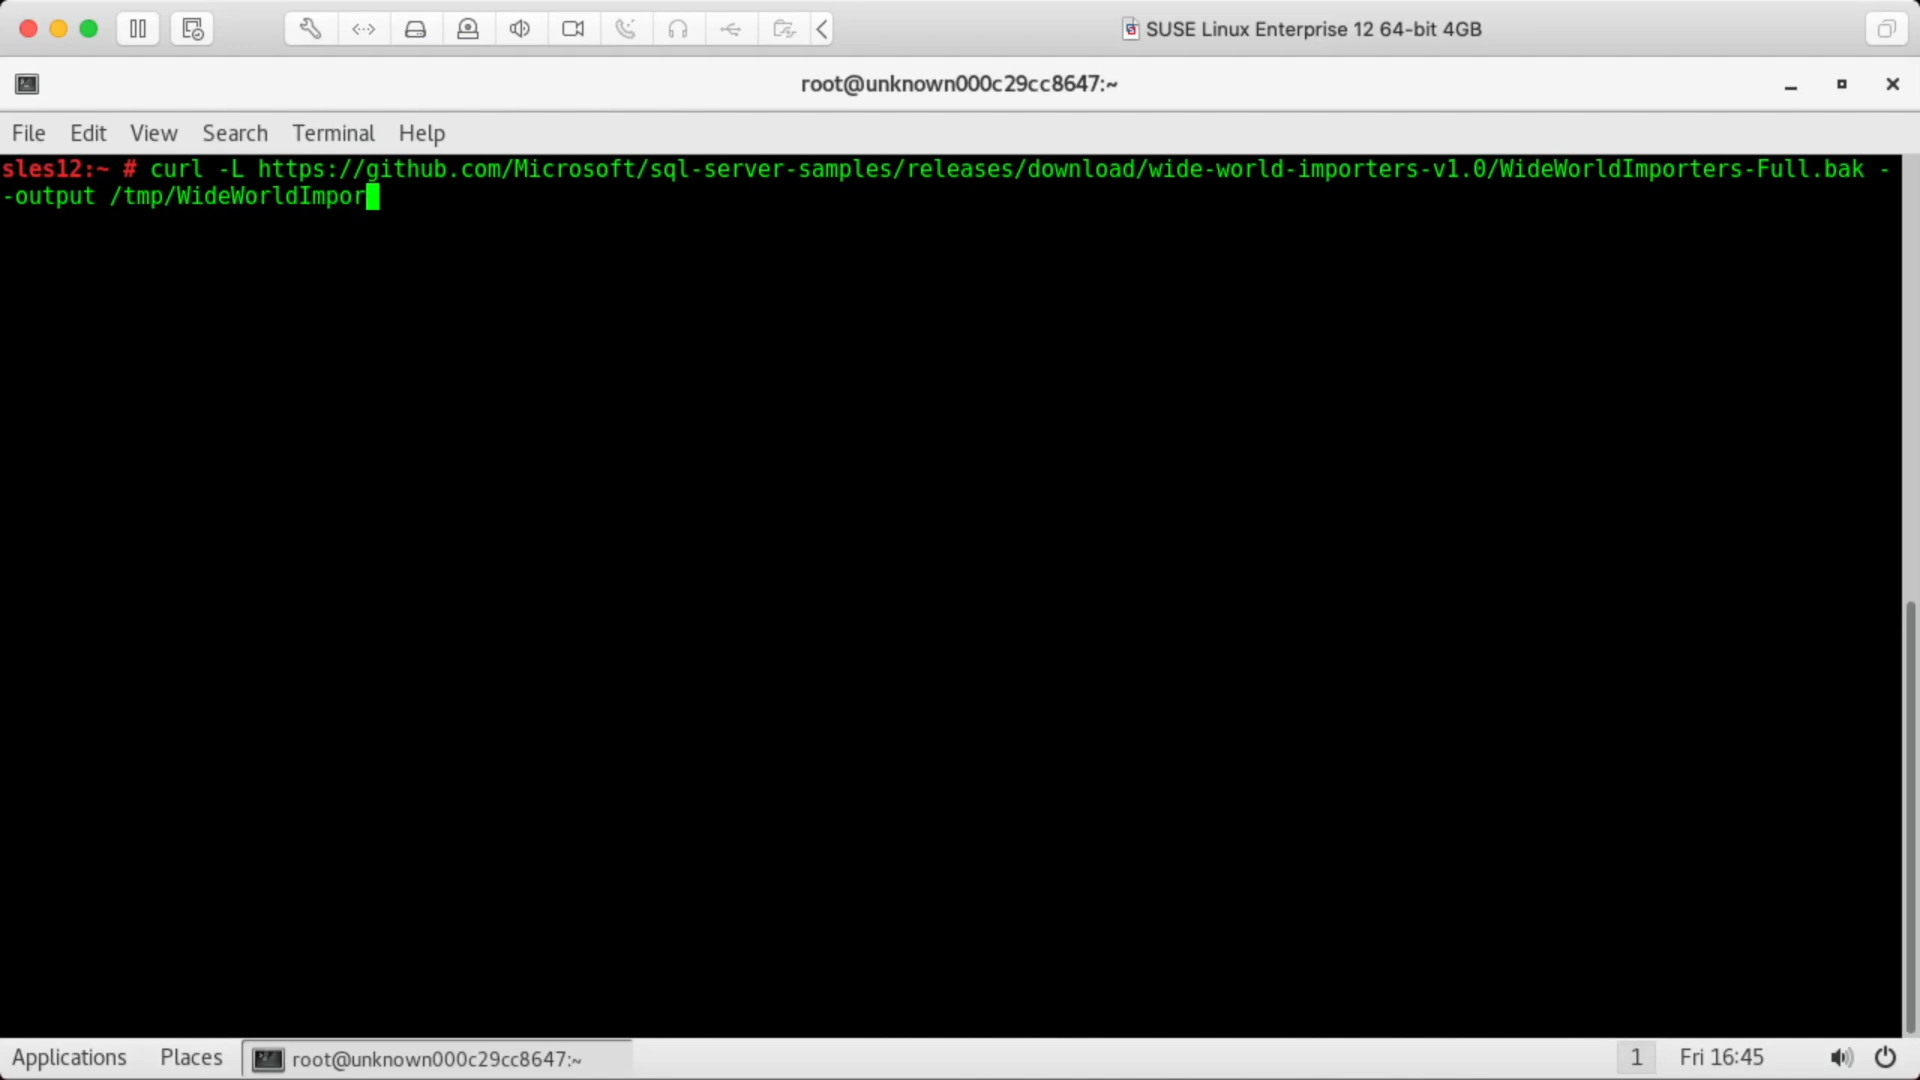 SUSE Linux Enterprise 12 64-bit 4GB
root@unknown000c29cc8647:~
File Edit View Search Terminal Help
sles12:~ # curl -L https://github.com/Microsoft/sql-server-samples/releases/download/wide-world-importers-v1.0/WideWorldImporters-Full.bak -
-output /tmp/WideWorldImpor
Applications Places root@unknown000c29cc8647:~ 1 Fri 16:45